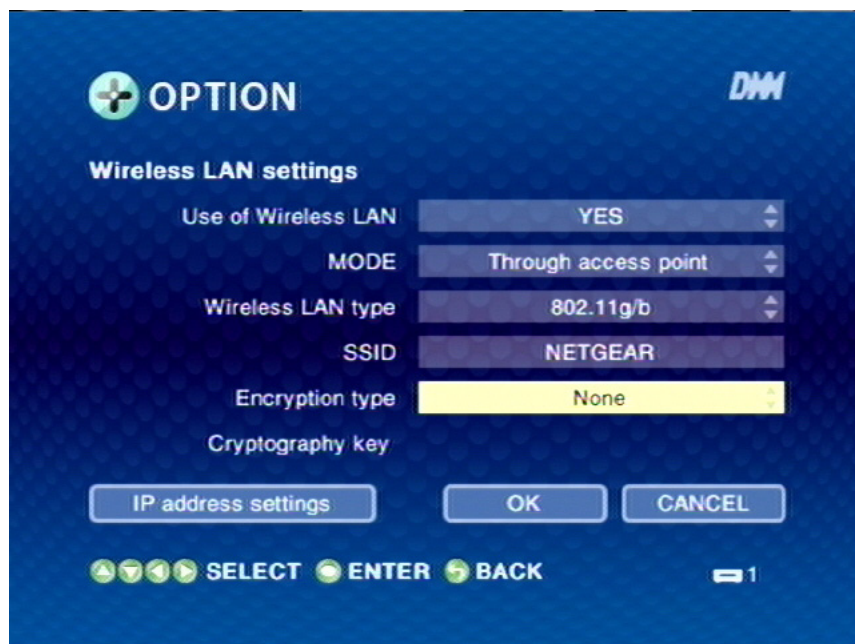 OPTION
DMM
Wireless LAN settings
Use of Wireless LAN YES
MODE Through access point
Wireless LAN type 802.11g/b
SSID NETGEAR
Encryption type None
Cryptography key
IP address settings OK CANCEL
SELECT ENTER BACK 1